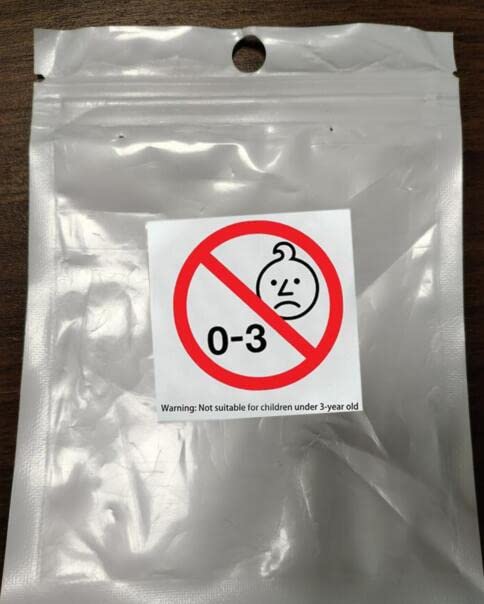 0-3
Warning: Not suitable for children under 3-year old